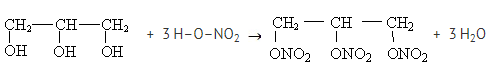 CH₂ — CH — CH₂ + 3 H–O–NO₂ → CH₂ — CH — CH₂ + 3 H₂O
OH OH OH ONO₂ ONO₂ ONO₂